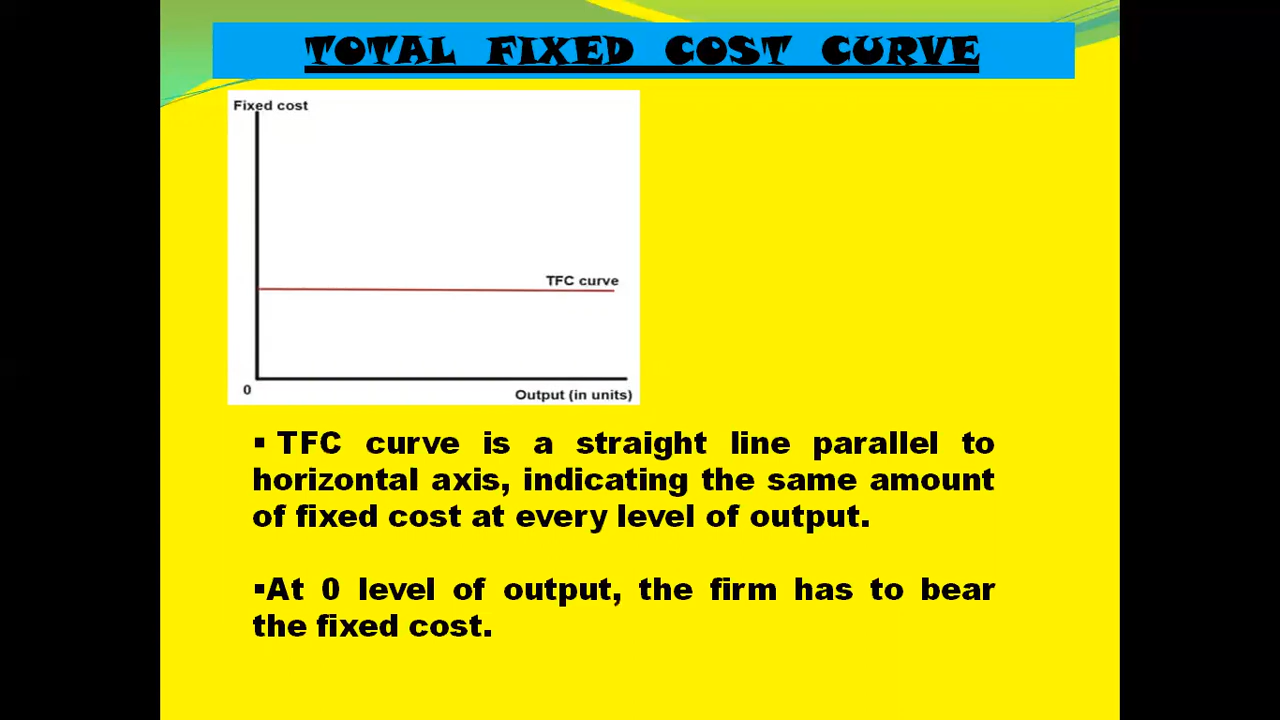 TOTAL FIXED COST CURVE
Fixed cost
TFC curve
0
Output (in units)
▪ TFC curve is a straight line parallel to
horizontal axis, indicating the same amount
of fixed cost at every level of output.
▪At 0 level of output, the firm has to bear
the fixed cost.